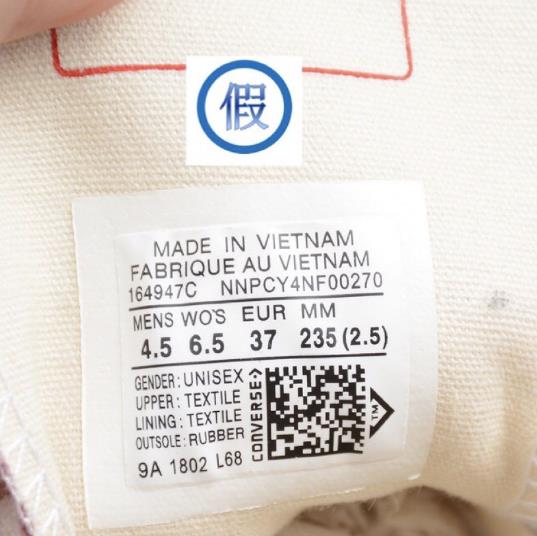 假
MADE IN VIETNAM
FABRIQUE AU VIETNAM
164947C NNPCY4NF00270
MENS WO'S EUR MM
4.5 6.5 37 235 (2.5)
GENDER: UNISEX
UPPER: TEXTILE
LINING: TEXTILE
OUTSOLE: RUBBER
9A 1802 L68
CONVERSE
TM